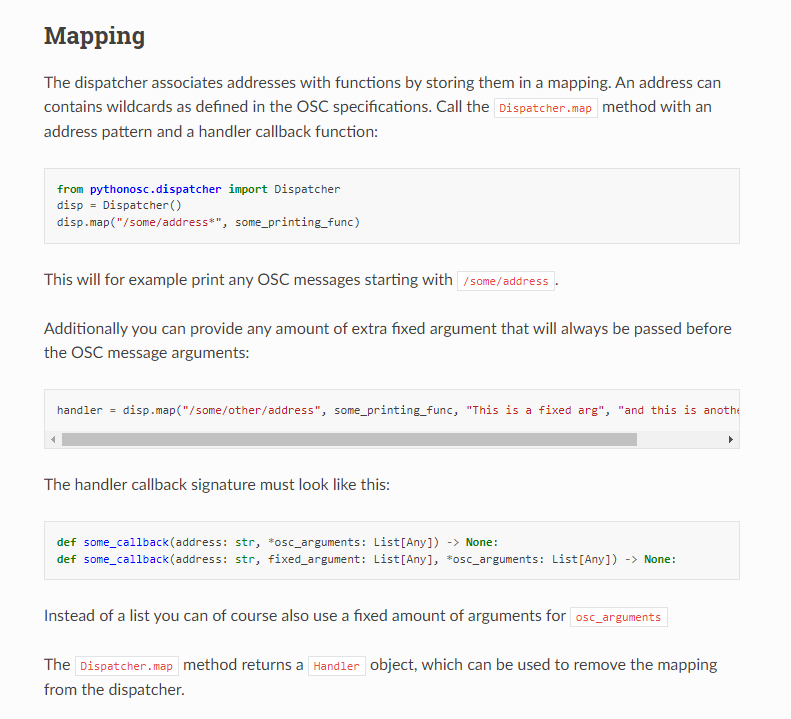 Mapping
The dispatcher associates addresses with functions by storing them in a mapping. An address can
contains wildcards as defined in the OSC specifications. Call the Dispatcher.map method with an
address pattern and a handler callback function:
from pythonosc.dispatcher import Dispatcher
disp = Dispatcher()
disp.map("/some/address*", some_printing_func)
This will for example print any OSC messages starting with /some/address.
Additionally you can provide any amount of extra fixed argument that will always be passed before
the OSC message arguments:
handler = disp.map("/some/other/address", some_printing_func, "This is a fixed arg", "and this is anothe
The handler callback signature must look like this:
def some_callback(address: str, *osc_arguments: List[Any]) -> None:
def some_callback(address: str, fixed_argument: List[Any], *osc_arguments: List[Any]) -> None:
Instead of a list you can of course also use a fixed amount of arguments for osc_arguments
The Dispatcher.map method returns a Handler object, which can be used to remove the mapping
from the dispatcher.